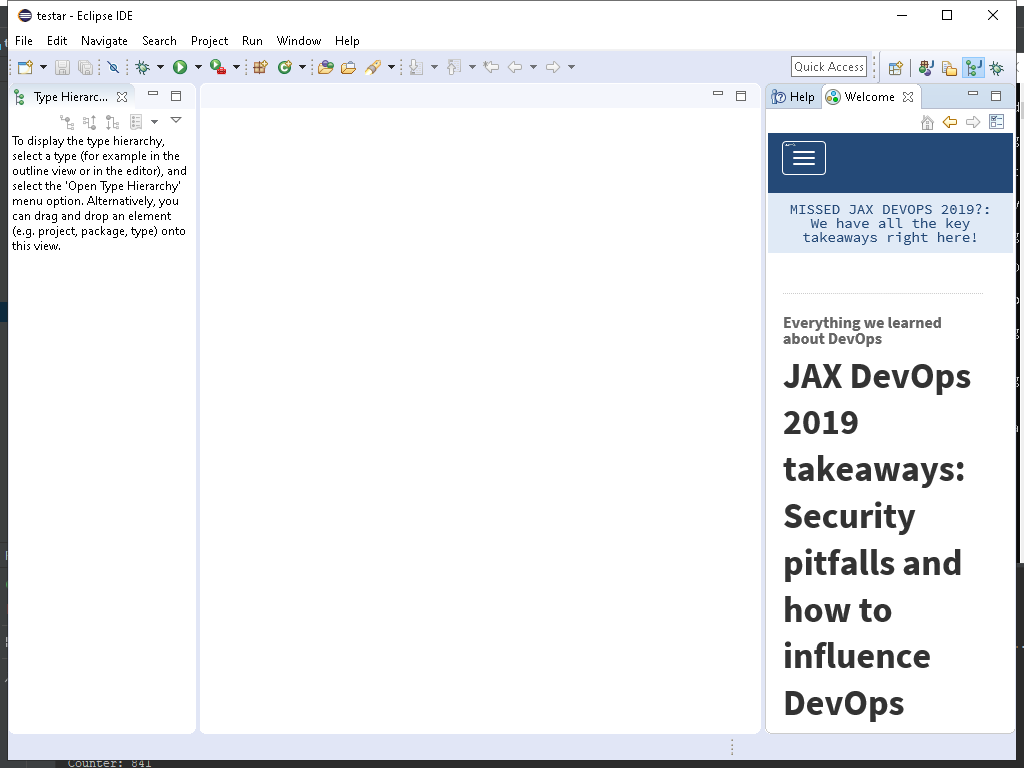 testar - Eclipse IDE
File Edit Navigate Search Project Run Window Help
Quick Access
Type Hierarc...
Help Welcome
To display the type hierarchy,
select a type (for example in the
outline view or in the editor), and
select the 'Open Type Hierarchy'
menu option. Alternatively, you
can drag and drop an element
(e.g. project, package, type) onto
this view.
MISSED JAX DEVOPS 2019?:
We have all the key
takeaways right here!
Everything we learned
about DevOps
JAX DevOps
2019
takeaways:
Security
pitfalls and
how to
influence
DevOps
Counter: 841